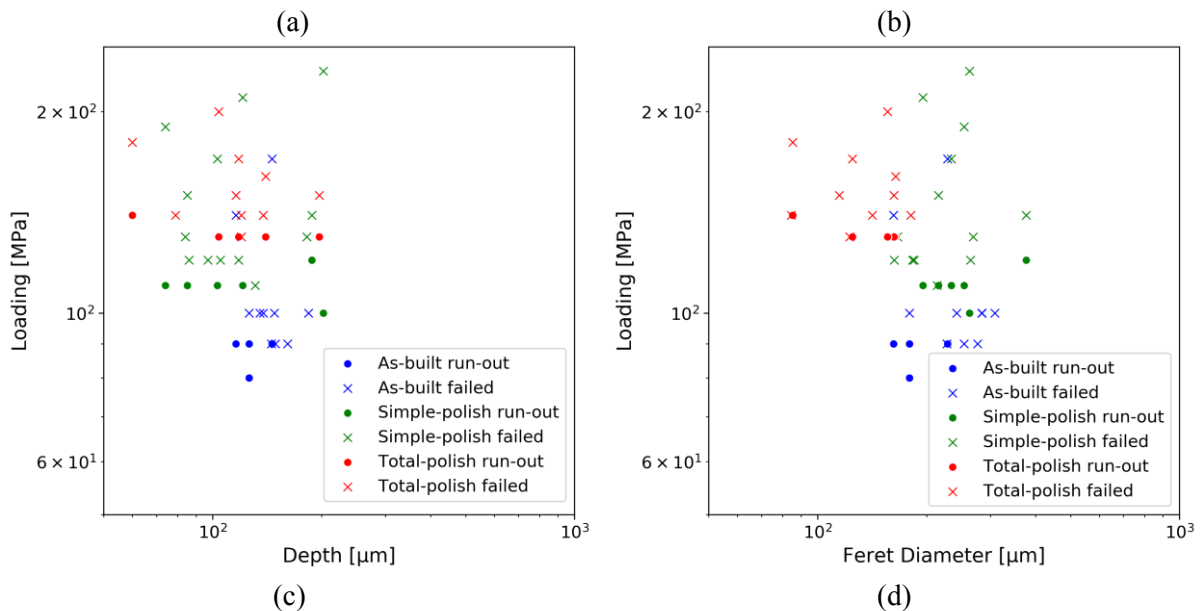 (a)
(b)
2 × 10²
10²
6 × 10¹
Loading [MPa]
As-built run-out
As-built failed
Simple-polish run-out
Simple-polish failed
Total-polish run-out
Total-polish failed
10²
10³
Depth [μm]
2 × 10²
10²
6 × 10¹
Loading [MPa]
As-built run-out
As-built failed
Simple-polish run-out
Simple-polish failed
Total-polish run-out
Total-polish failed
10²
10³
Feret Diameter [μm]
(c)
(d)